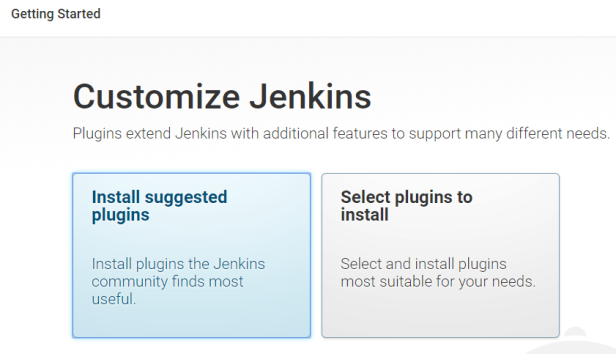 Getting Started
Customize Jenkins
Plugins extend Jenkins with additional features to support many different needs.
Install suggested
plugins
Install plugins the Jenkins
community finds most
useful.
Select plugins to
install
Select and install plugins
most suitable for your needs.